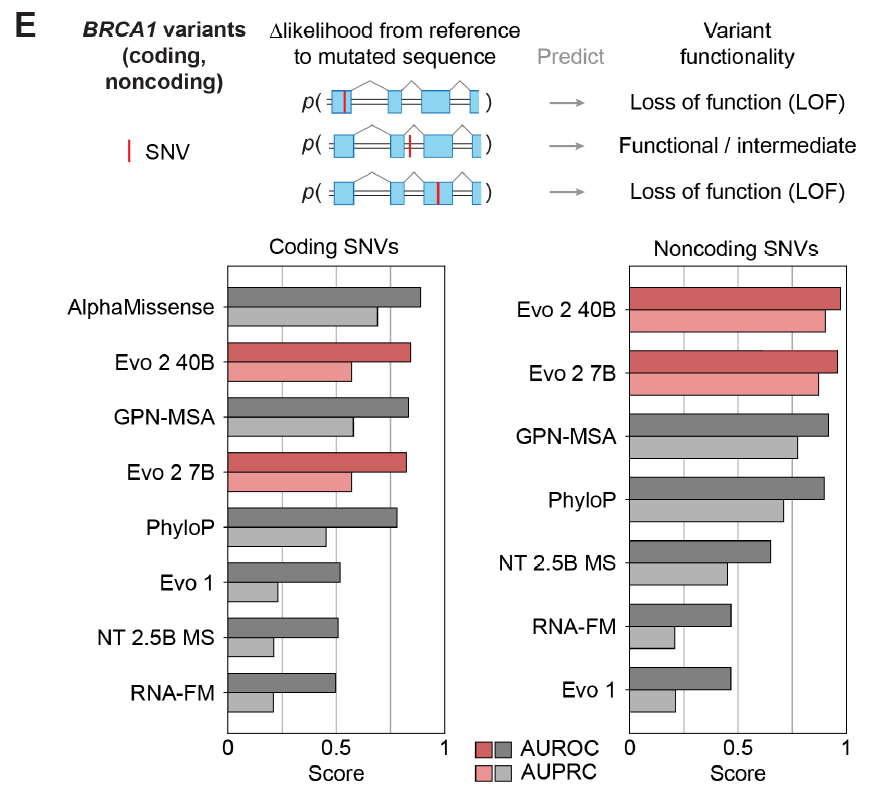 E
BRCA1 variants
(coding,
noncoding)
SNV
Δlikelihood from reference
to mutated sequence
Predict
Variant
functionality
p( )
Loss of function (LOF)
p( )
Functional / intermediate
p( )
Loss of function (LOF)
Coding SNVs
AlphaMissense
Evo 2 40B
GPN-MSA
Evo 2 7B
PhyloP
Evo 1
NT 2.5B MS
RNA-FM
0 0.5 1
Score
Noncoding SNVs
Evo 2 40B
Evo 2 7B
GPN-MSA
PhyloP
NT 2.5B MS
RNA-FM
Evo 1
0 0.5 1
Score
AUROC
AUPRC